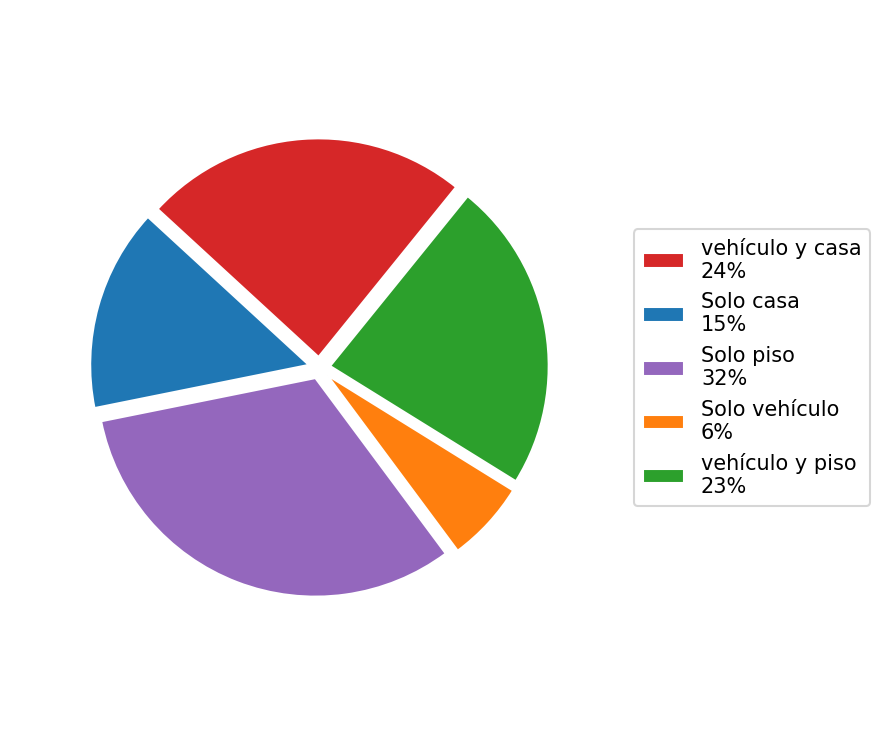 vehículo y casa
24%
Solo casa
15%
Solo piso
32%
Solo vehículo
6%
vehículo y piso
23%